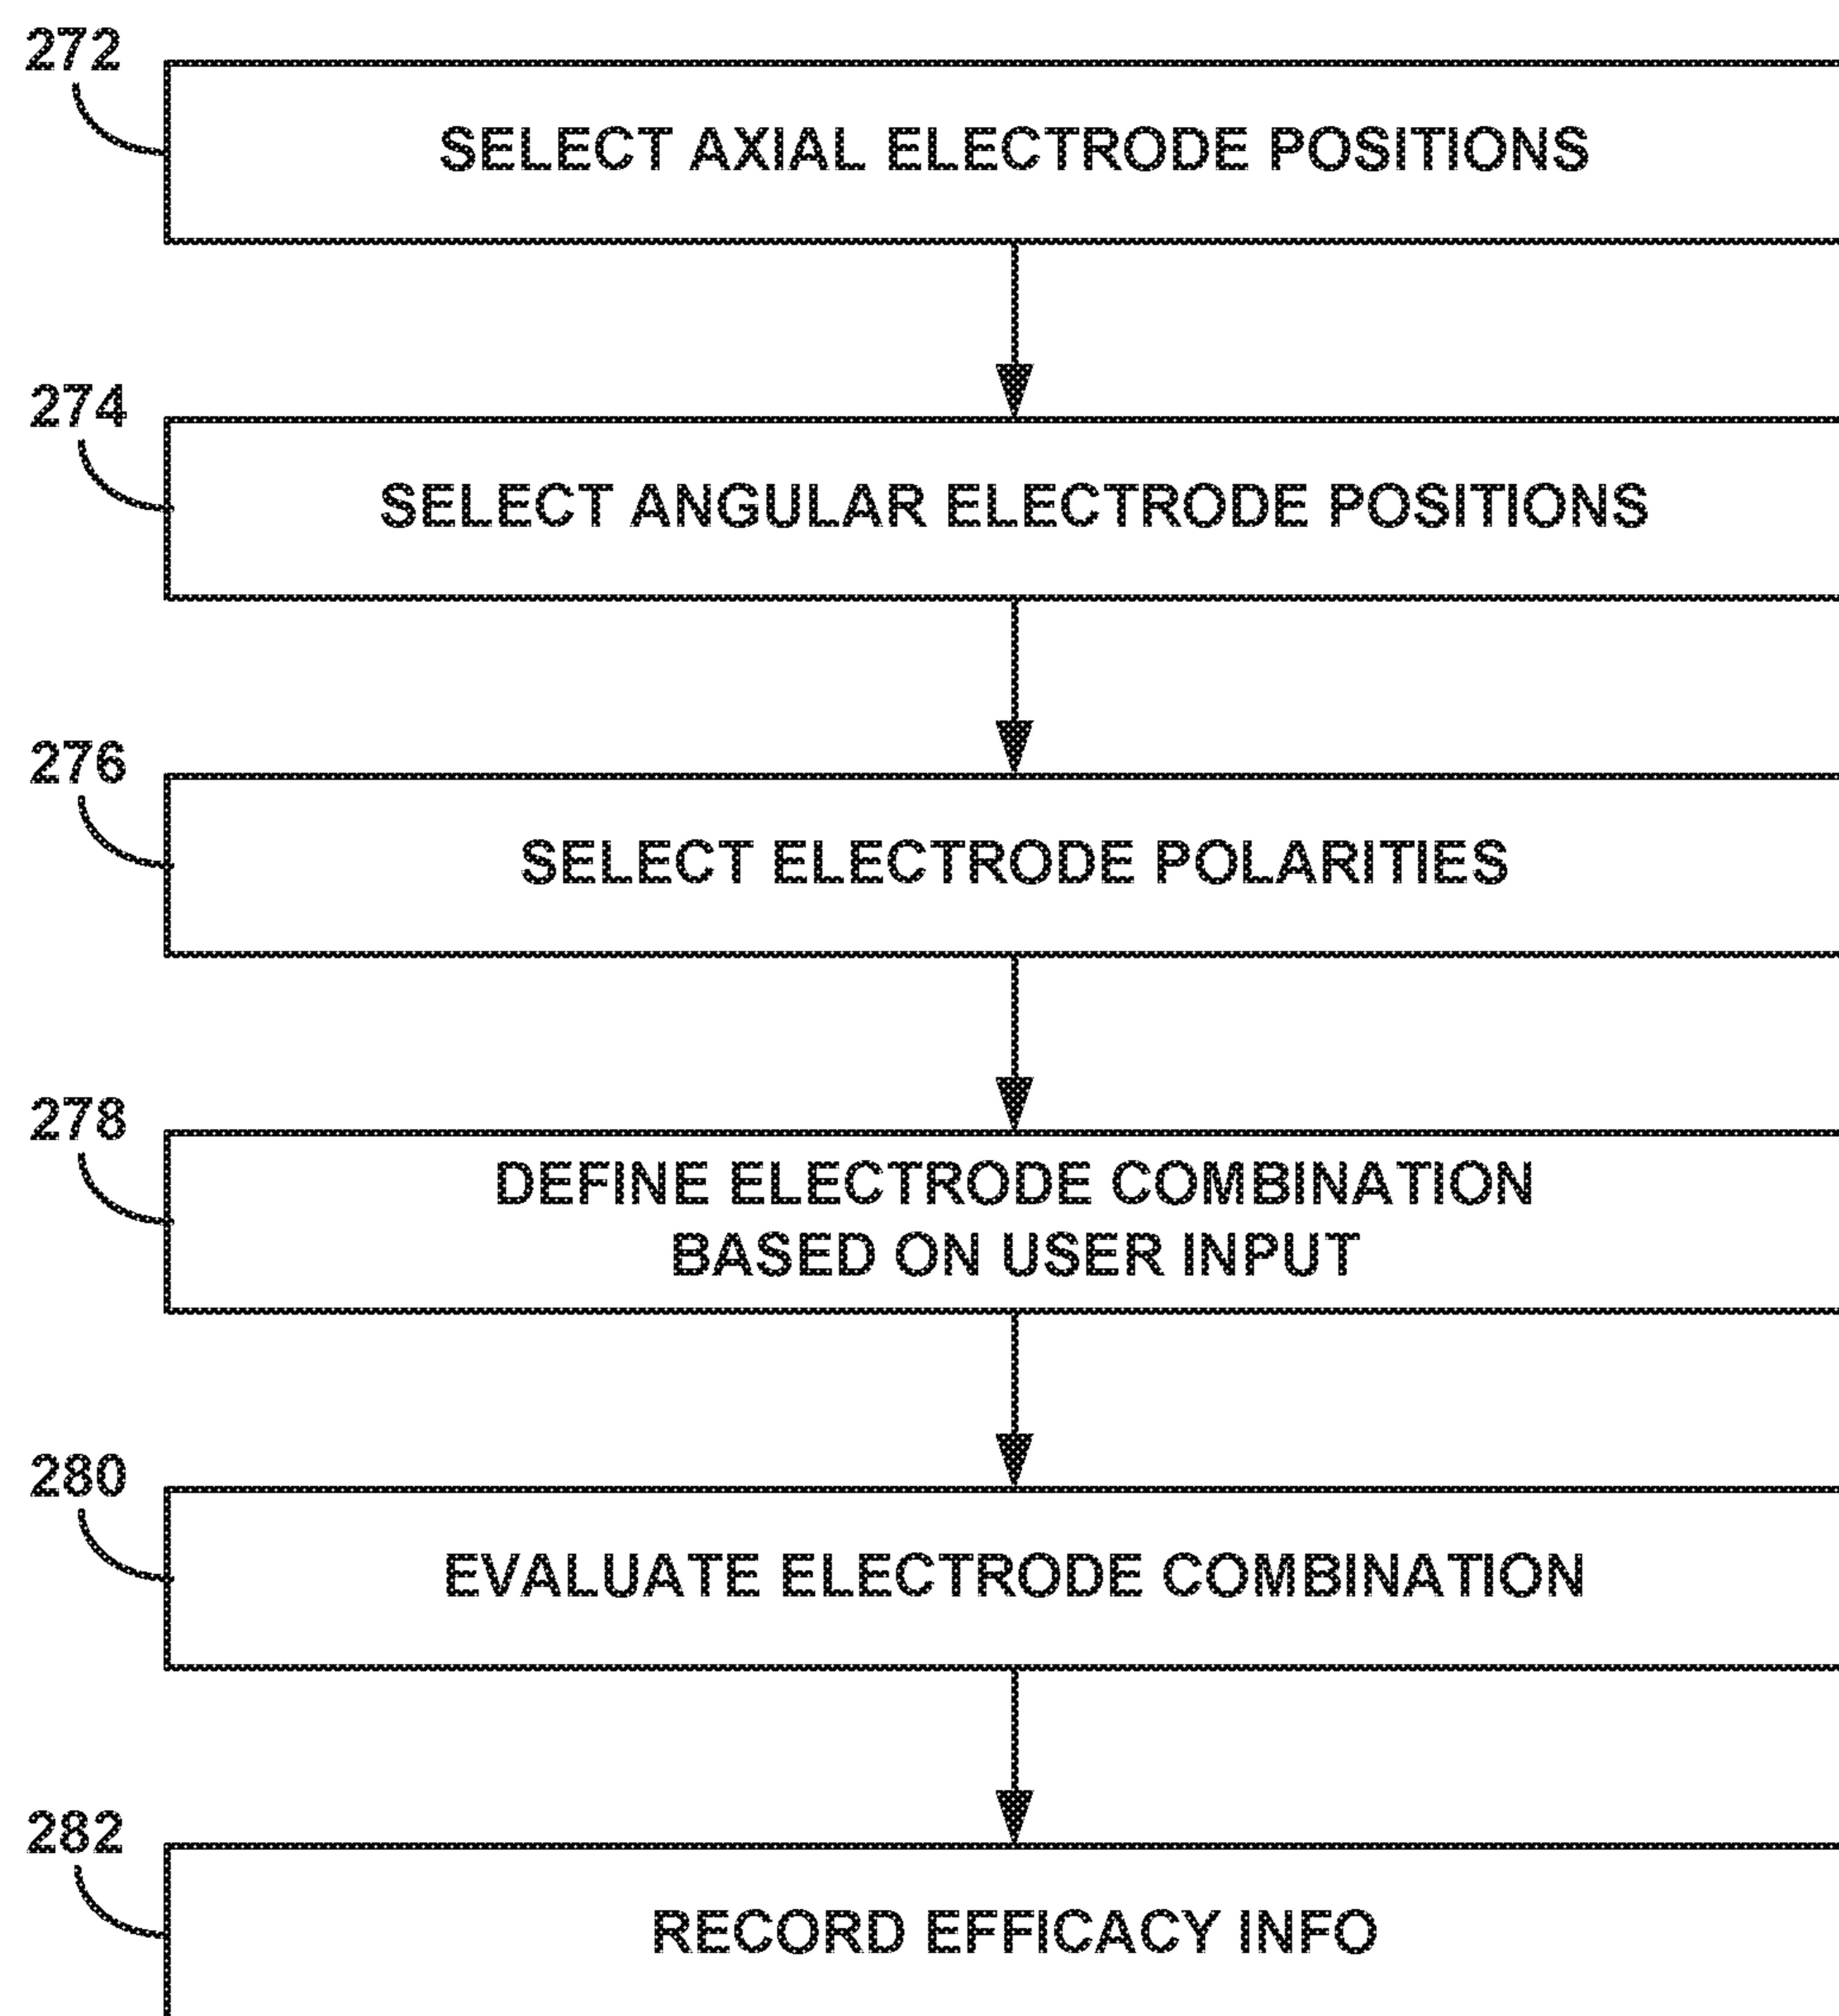 272
SELECT AXIAL ELECTRODE POSITIONS
274
SELECT ANGULAR ELECTRODE POSITIONS
276
SELECT ELECTRODE POLARITIES
278
DEFINE ELECTRODE COMBINATION
BASED ON USER INPUT
280
EVALUATE ELECTRODE COMBINATION
282
RECORD EFFICACY INFO